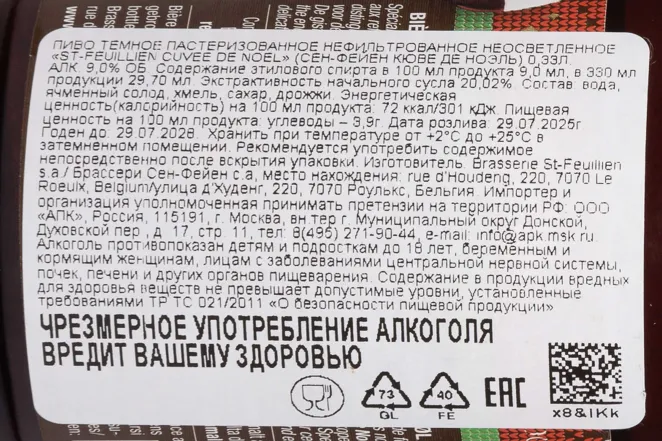 ПИВО ТЕМНОЕ ПАСТЕРИЗОВАННОЕ НЕФИЛЬТРОВАННОЕ НЕОСВЕТЛЕННОЕ
«ST-FEUILLIEN CUVEE DE NOEL» (СЕН-ФЕЙЕН КЮВЕ ДЕ НОЭЛЬ) 0,33Л.
АЛК. 9,0% ОБ. Содержание этилового спирта в 100 мл продукта 9,0 мл, в 330 мл
продукции 29,70 мл. Экстрактивность начального сусла 20,02%. Состав: вода,
ячменный солод, хмель, сахар, дрожжи. Энергетическая
ценность(калорийность) на 100 мл продукта: 72 ккал/301 кДж. Пищевая
ценность на 100 мл продукта: углеводы – 3,9г. Дата розлива: 29.07.2025г
Годен до: 29.07.2028. Хранить при температуре от +2°C до +25°C в
затемненном помещении. Рекомендуется употребить содержимое
непосредственно после вскрытия упаковки. Изготовитель: Brasserie St-Feuillien
s.a / Брассери Сен-Фейен с.а, место нахождения: rue d'Houdeng, 220, 7070 Le
Roeulx, Belgium/улица д'Худенг, 220, 7070 Роулкс, Бельгия. Импортер и
организация уполномоченная принимать претензии на территории РФ: ООО
«АПК», Россия, 115191, г. Москва, вн.тер г. Муниципальный округ Донской,
Духовской пер , д. 17, стр. 11, тел: 8(495) 271-90-44, e-mail: info@apk.msk.ru.
Алкоголь противопоказан детям и подросткам до 18 лет, беременным и
кормящим женщинам, лицам с заболеваниями центральной нервной системы,
почек, печени и других органов пищеварения. Содержание в продукции вредных
для здоровья веществ не превышает допустимые уровни, установленные
требованиями ТР ТС 021/2011 «О безопасности пищевой продукции»
ЧРЕЗМЕРНОЕ УПОТРЕБЛЕНИЕ АЛКОГОЛЯ
ВРЕДИТ ВАШЕМУ ЗДОРОВЬЮ
73
GL
40
FE
EAC
x8&IKk